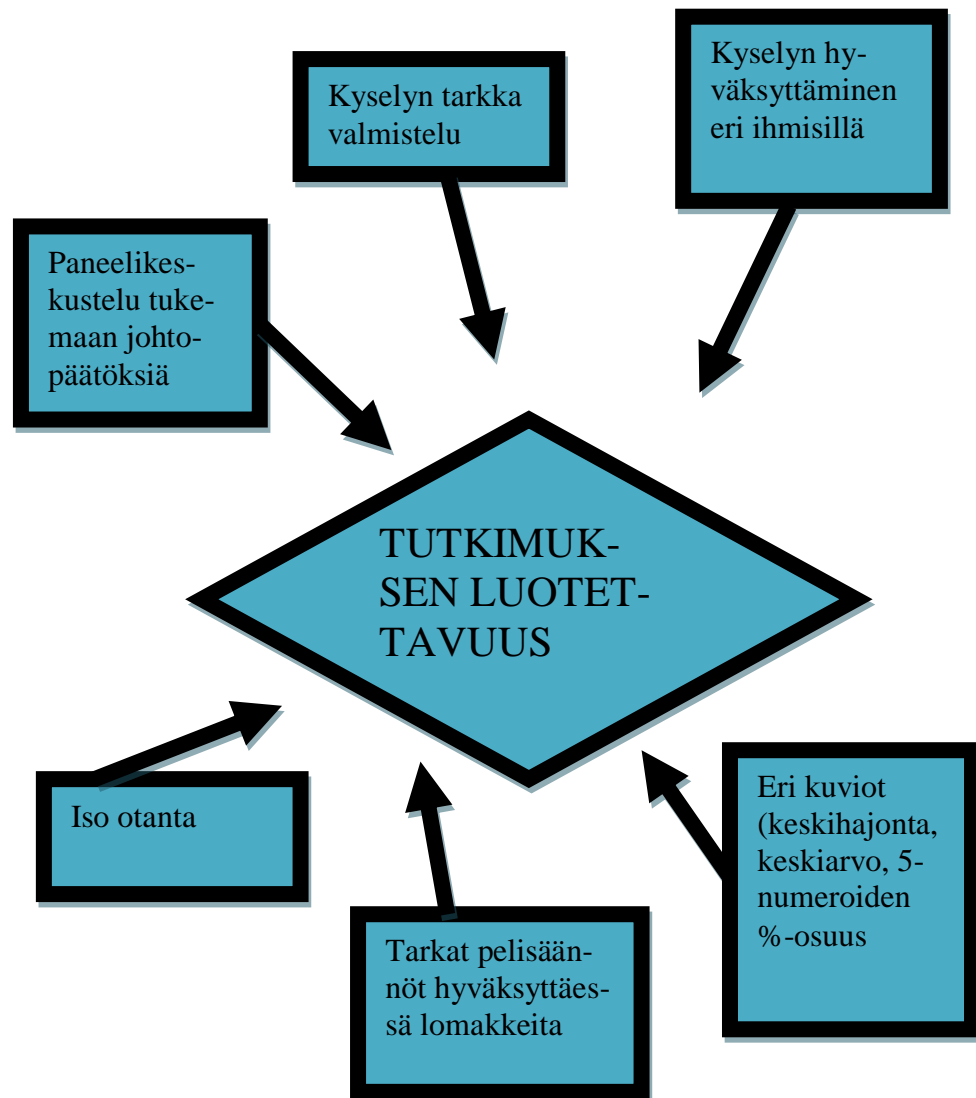 Kyselyn hy-
väksyttäminen
eri ihmisillä
Kyselyn tarkka
valmistelu
Paneelikes-
kustelu tuke-
maan johto-
päätöksiä
TUTKIMUK-
SEN LUOTET-
TAVUUS
Iso otanta
Eri kuviot
(keskihajonta,
keskiarvo, 5-
numeroiden
%-osuus
Tarkat pelisään-
nöt hyväksyttäes-
sä lomakkeita